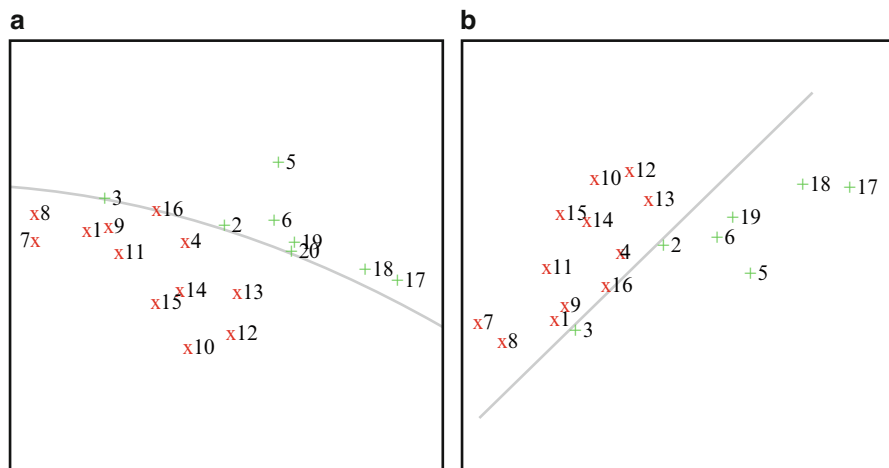 a
b
+5
+3
x16
x8
+6
+2
x1
x9
7x
x4
+19
x11
+20
+18
+17
x14
x13
x15
x12
x10
x12
x10
+18
+17
x13
x15
x14
+19
+6
+2
4
x11
+5
x16
x9
x7
x1
+3
x8